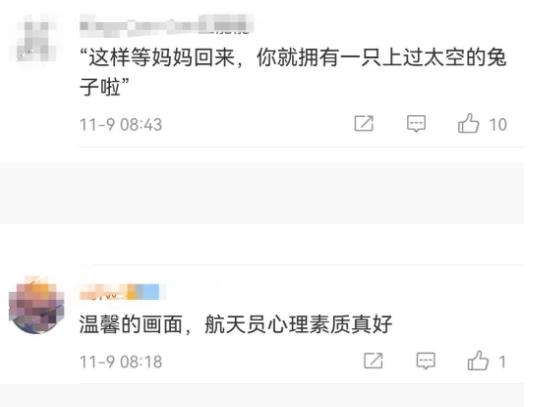 “这样等妈妈回来，你就拥有一只上过太空的兔
子啦”
11-9 08:43
10
温馨的画面，航天员心理素质真好
11-9 08:18
1